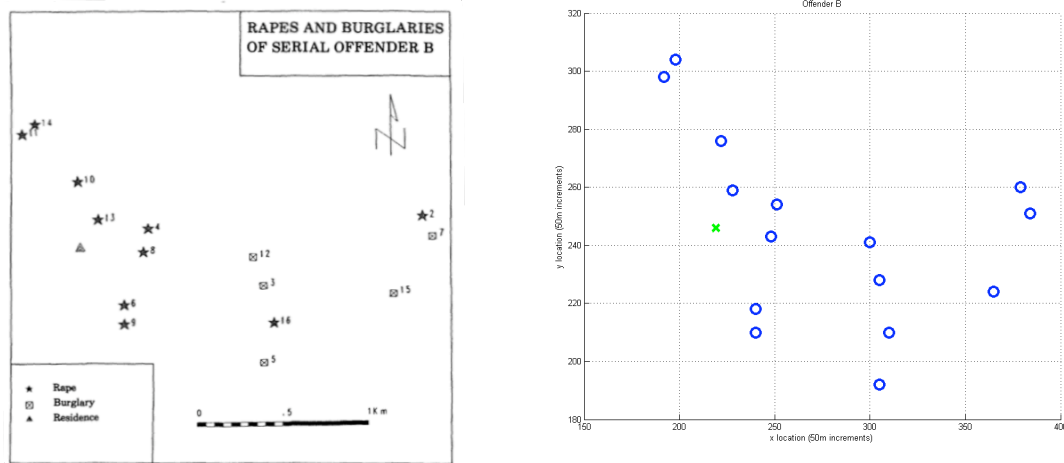 RAPES AND BURGLARIES
OF SERIAL OFFENDER B
14
11
10
13
4
2
7
8
12
3
15
6
9
16
5
Rape
Burglary
Residence
0 .5 1Km
N
Offender B
320
300
280
260
240
220
200
180
y location (50m increments)
150 200 250 300 350 400
x location (50m increments)